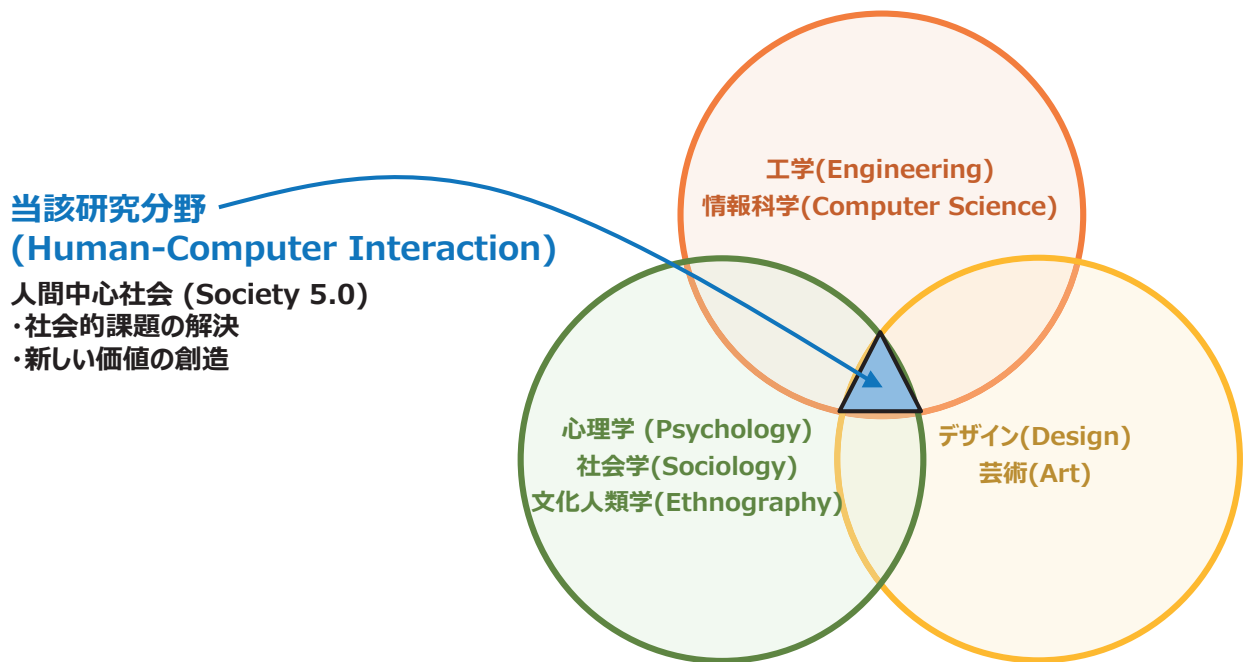 工学(Engineering)
情報科学(Computer Science)
当該研究分野
(Human-Computer Interaction)
人間中心社会 (Society 5.0)
・社会的課題の解決
・新しい価値の創造
心理学 (Psychology)
社会学(Sociology)
文化人類学(Ethnography)
デザイン(Design)
芸術(Art)